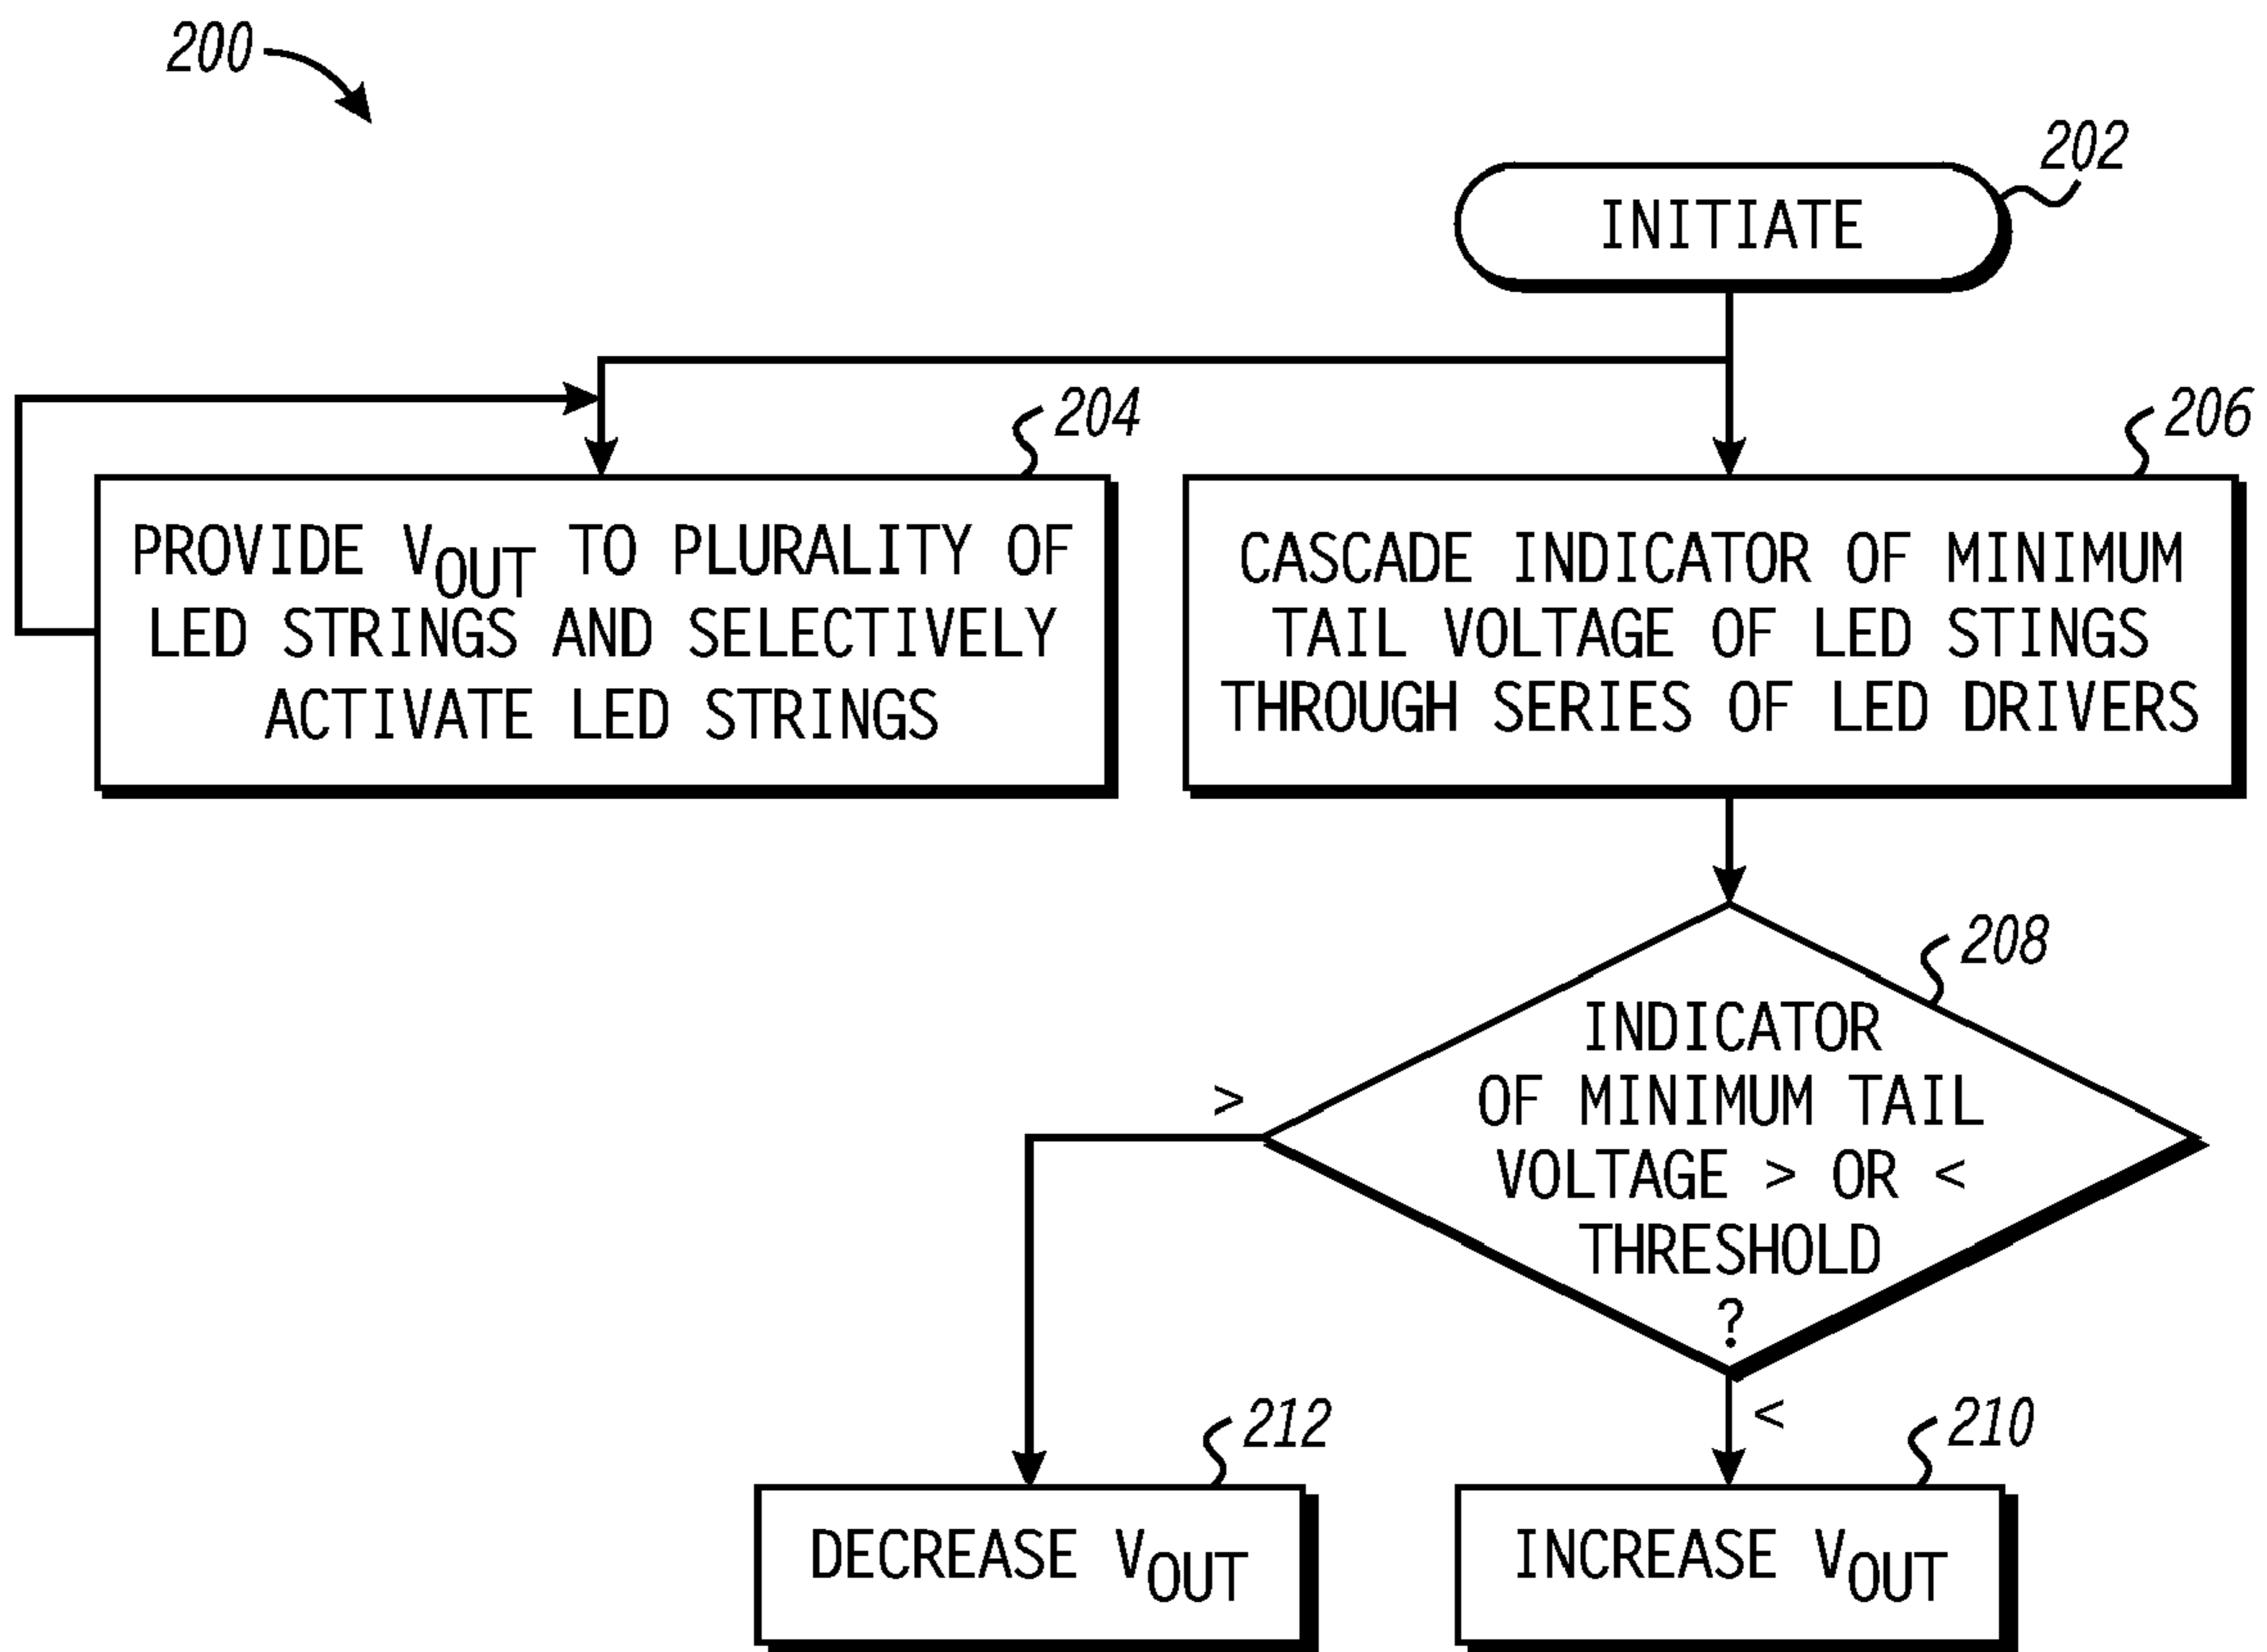 200
202
INITIATE
204
PROVIDE VOUT TO PLURALITY OF
LED STRINGS AND SELECTIVELY
ACTIVATE LED STRINGS
206
CASCADE INDICATOR OF MINIMUM
TAIL VOLTAGE OF LED STINGS
THROUGH SERIES OF LED DRIVERS
208
INDICATOR
OF MINIMUM TAIL
VOLTAGE > OR <
THRESHOLD
?
>
<
212
DECREASE VOUT
210
INCREASE VOUT